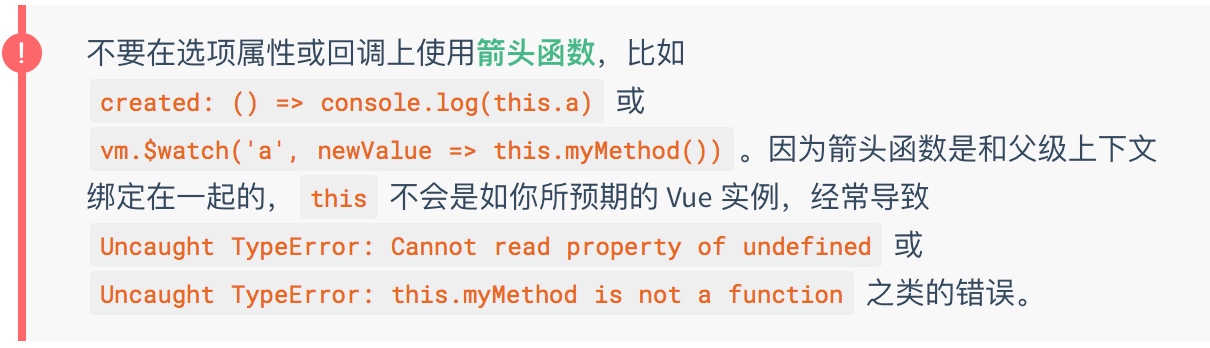 !
不要在选项属性或回调上使用箭头函数，比如
created: () => console.log(this.a) 或
vm.$watch('a', newValue => this.myMethod()) 。因为箭头函数是和父级上下文
绑定在一起的， this 不会是如你所预期的 Vue 实例，经常导致
Uncaught TypeError: Cannot read property of undefined 或
Uncaught TypeError: this.myMethod is not a function 之类的错误。